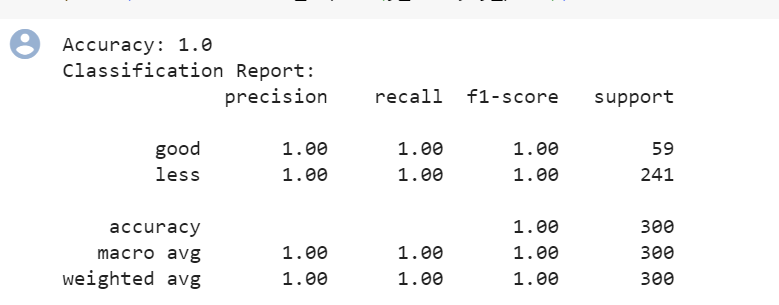 Accuracy: 1.0
Classification Report:
precision recall f1-score support
good 1.00 1.00 1.00 59
less 1.00 1.00 1.00 241
accuracy 1.00 300
macro avg 1.00 1.00 1.00 300
weighted avg 1.00 1.00 1.00 300